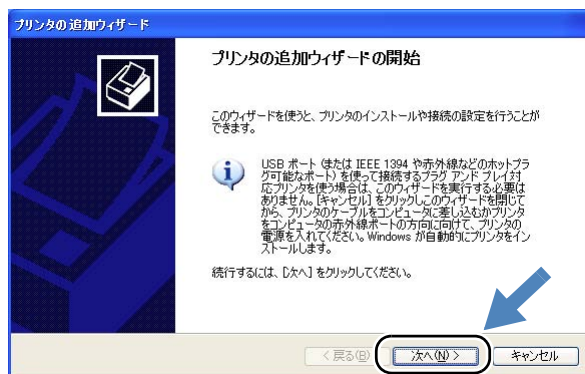 プリンタの追加ウィザード
プリンタの追加ウィザードの開始
このウィザードを使うと、プリンタのインストールや接続の設定を行うことが
できます。
USB ポート (または IEEE 1394 や赤外線などのホットプラ
グ可能なポート) を使って接続するプラグ アンド プレイ対
応プリンタを使う場合は、このウィザードを実行する必要は
ありません。[キャンセル] をクリックしこのウィザードを閉じて
から、プリンタのケーブルをコンピュータに差し込むかプリンタ
をコンピュータの赤外線ポートの方向に向けて、プリンタの
電源を入れてください。Windows が自動的にプリンタをイン
ストールします。
続行するには、[次へ] をクリックしてください。
< 戻る(B)
次へ(N) >
キャンセル